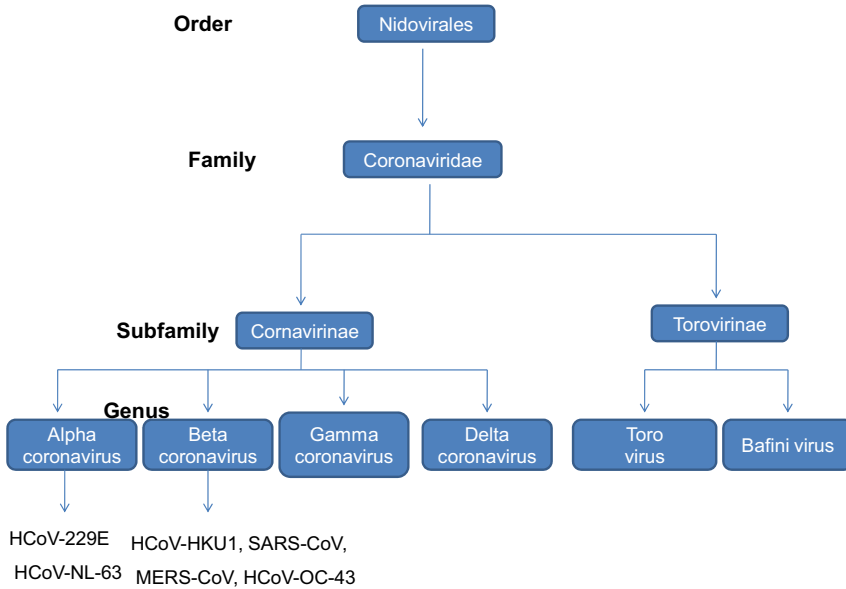 Order
Nidovirales
Family
Coronaviridae
Subfamily
Cornavirinae
Torovirinae
Genus
Alpha
coronavirus
Beta
coronavirus
Gamma
coronavirus
Delta
coronavirus
Toro
virus
Bafini virus
HCoV-229E
HCoV-NL-63
HCoV-HKU1, SARS-CoV,
MERS-CoV, HCoV-OC-43